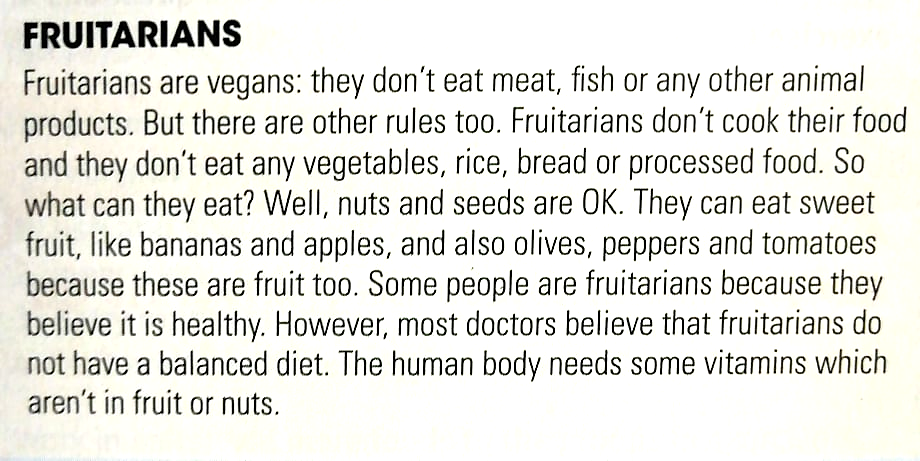 FRUITARIANS
Fruitarians are vegans: they don't eat meat, fish or any other animal
products. But there are other rules too. Fruitarians don't cook their food
and they don't eat any vegetables, rice, bread or processed food. So
what can they eat? Well, nuts and seeds are OK. They can eat sweet
fruit, like bananas and apples, and also olives, peppers and tomatoes
because these are fruit too. Some people are fruitarians because they
believe it is healthy. However, most doctors believe that fruitarians do
not have a balanced diet. The human body needs some vitamins which
aren't in fruit or nuts.